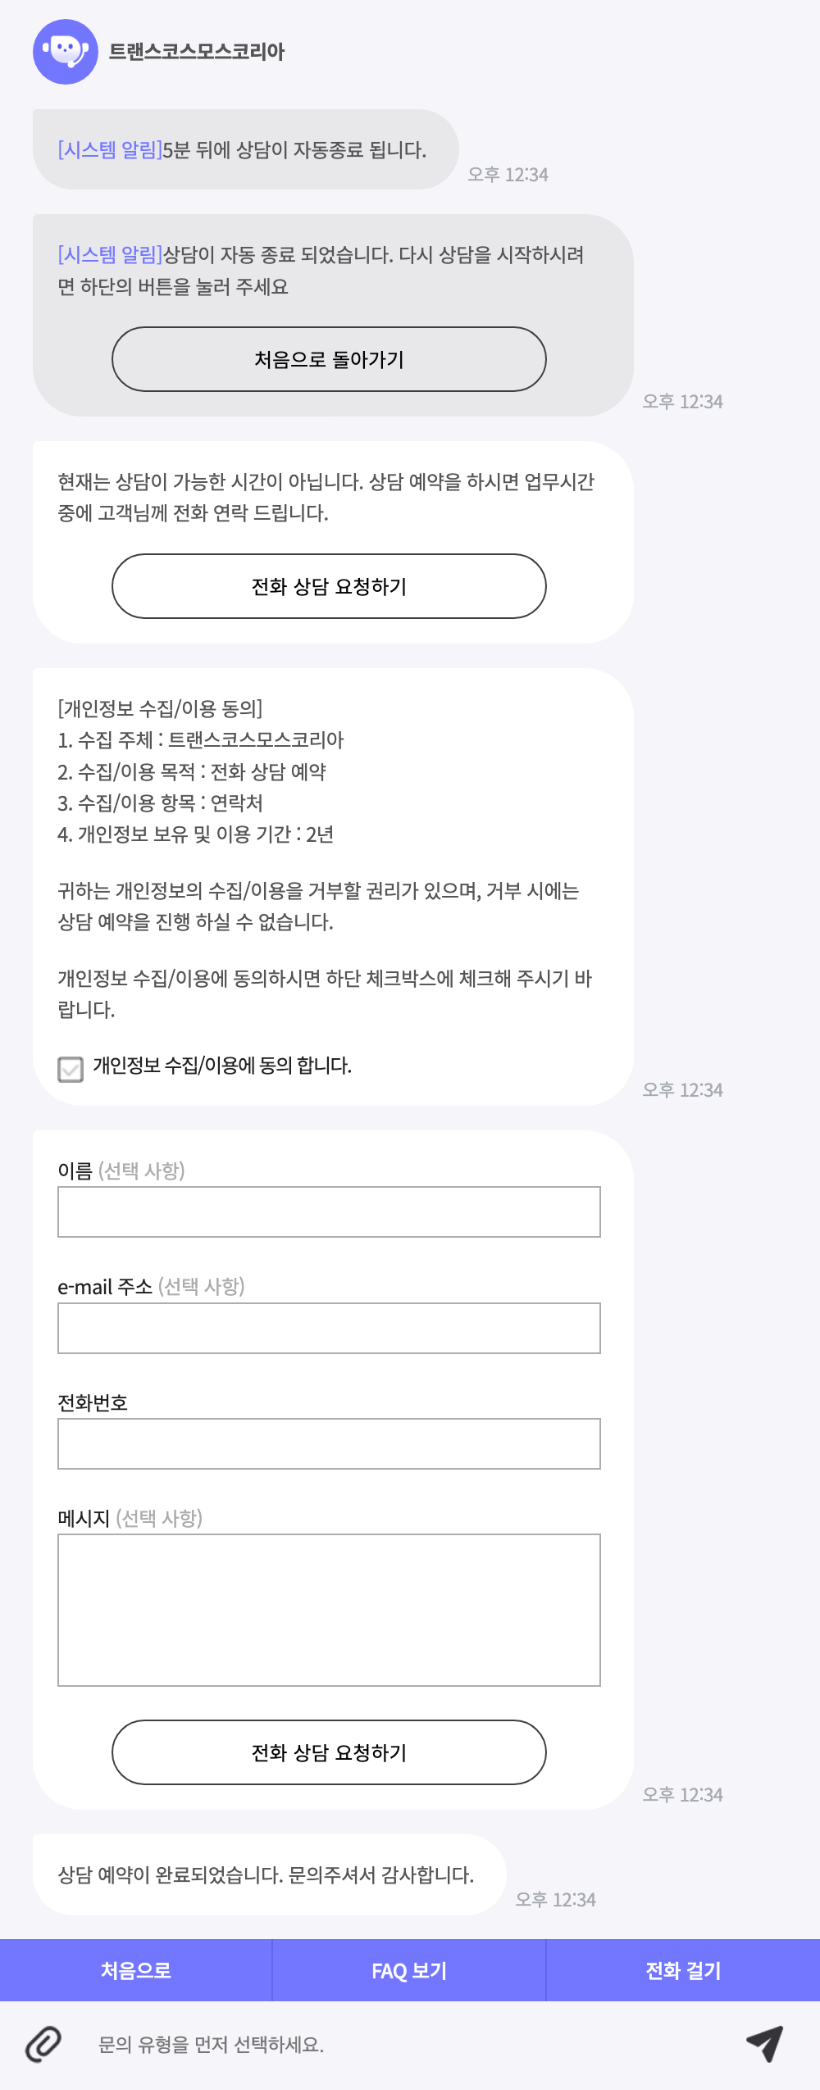 트랜스코스모스코리아
[시스템 알림]5분 뒤에 상담이 자동종료 됩니다.
오후 12:34
[시스템 알림]상담이 자동 종료 되었습니다. 다시 상담을 시작하시려
면 하단의 버튼을 눌러 주세요
처음으로 돌아가기
오후 12:34
현재는 상담이 가능한 시간이 아닙니다. 상담 예약을 하시면 업무시간
중에 고객님께 전화 연락 드립니다.
전화 상담 요청하기
[개인정보 수집/이용 동의]
1. 수집 주체 : 트랜스코스모스코리아
2. 수집/이용 목적 : 전화 상담 예약
3. 수집/이용 항목 : 연락처
4. 개인정보 보유 및 이용 기간 : 2년
귀하는 개인정보의 수집/이용을 거부할 권리가 있으며, 거부 시에는
상담 예약을 진행 하실 수 없습니다.
개인정보 수집/이용에 동의하시면 하단 체크박스에 체크해 주시기 바
랍니다.
개인정보 수집/이용에 동의 합니다.
오후 12:34
이름 (선택 사항)
e-mail 주소 (선택 사항)
전화번호
메시지 (선택 사항)
전화 상담 요청하기
오후 12:34
상담 예약이 완료되었습니다. 문의주셔서 감사합니다.
오후 12:34
처음으로
FAQ 보기
전화 걸기
문의 유형을 먼저 선택하세요.